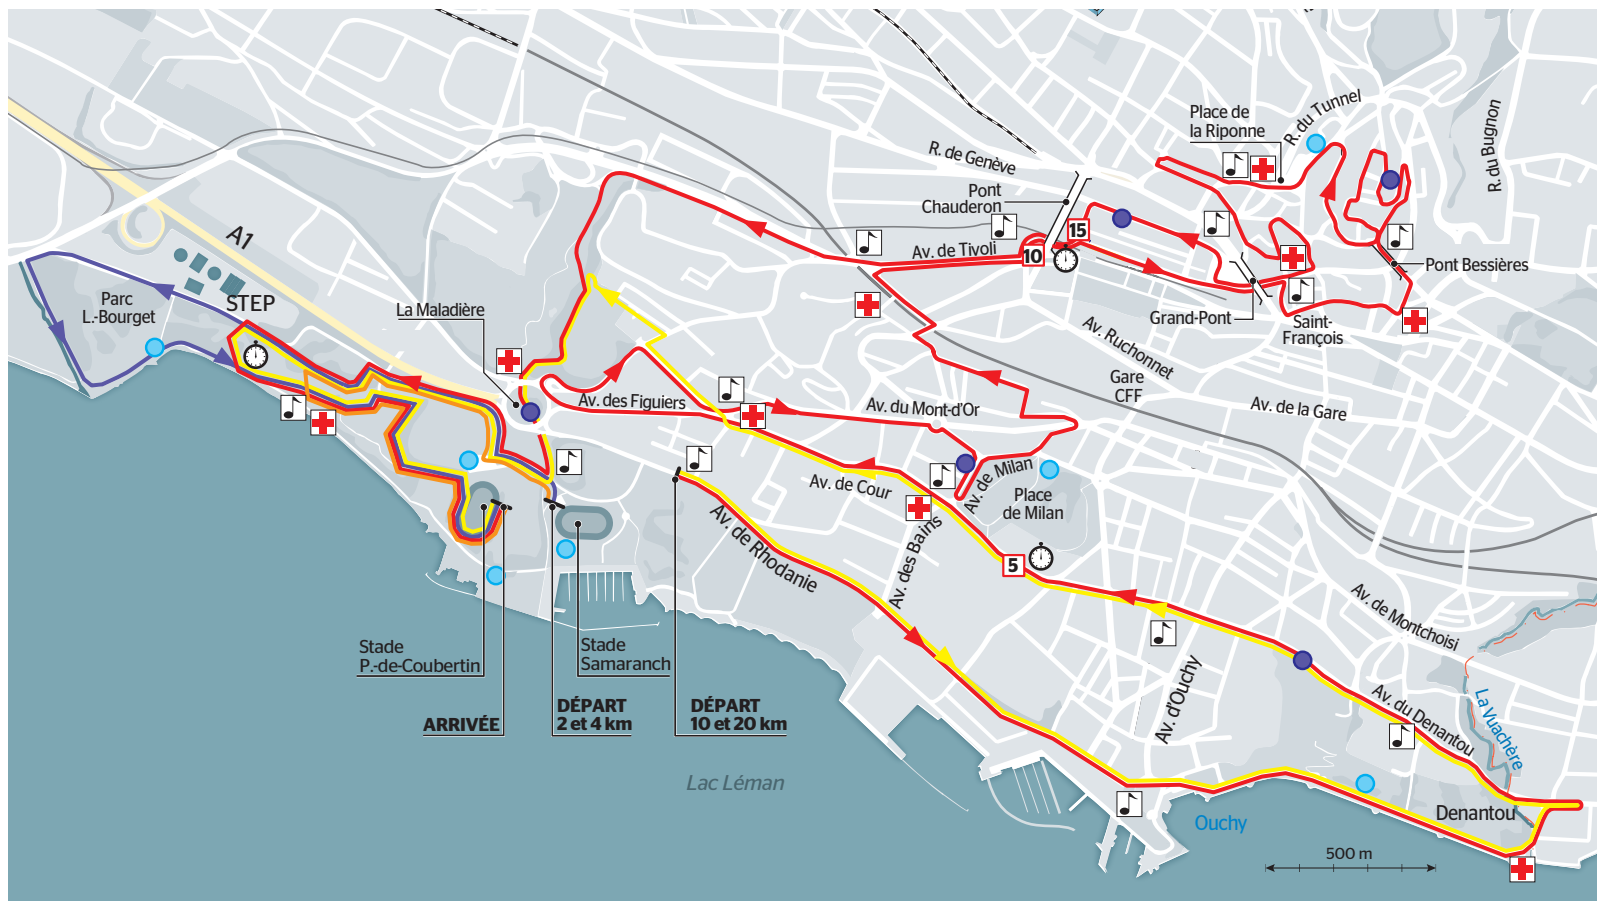 Place de
la Riponne
R. du Tunnel
R. du Bugnon
R. de Genève
Pont
Chauderon
15
10
Av. de Tivoli
Pont Bessières
Grand-Pont
Saint-
François
A1
Parc
L.-Bourget
STEP
La Maladière
Av. Ruchonnet
Gare
CFF
Av. de la Gare
Av. des Figuiers
Av. du Mont-d'Or
Av. de Cour
Av. de Milan
Place
de Milan
Av. de Rhodanie
Av. des Bains
5
Av. de Montchoisi
Av. d'Ouchy
Av. du Denantou
La Vuachère
Stade
P.-de-Coubertin
Stade
Samaranch
ARRIVÉE
DÉPART
2 et 4 km
DÉPART
10 et 20 km
Lac Léman
Ouchy
Denantou
500 m